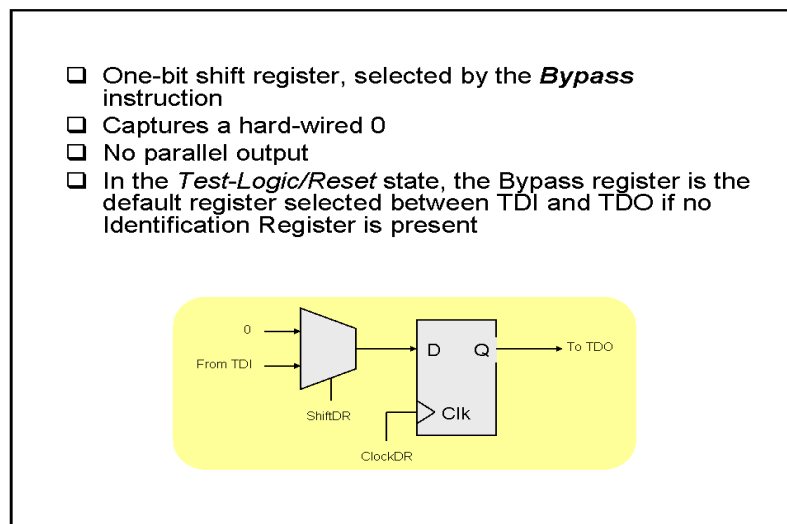 ❑ One-bit shift register, selected by the Bypass
instruction
❑ Captures a hard-wired 0
❑ No parallel output
❑ In the Test-Logic/Reset state, the Bypass register is the
default register selected between TDI and TDO if no
Identification Register is present
0
From TDI
ShiftDR
D Q
Clk
ClockDR
To TDO